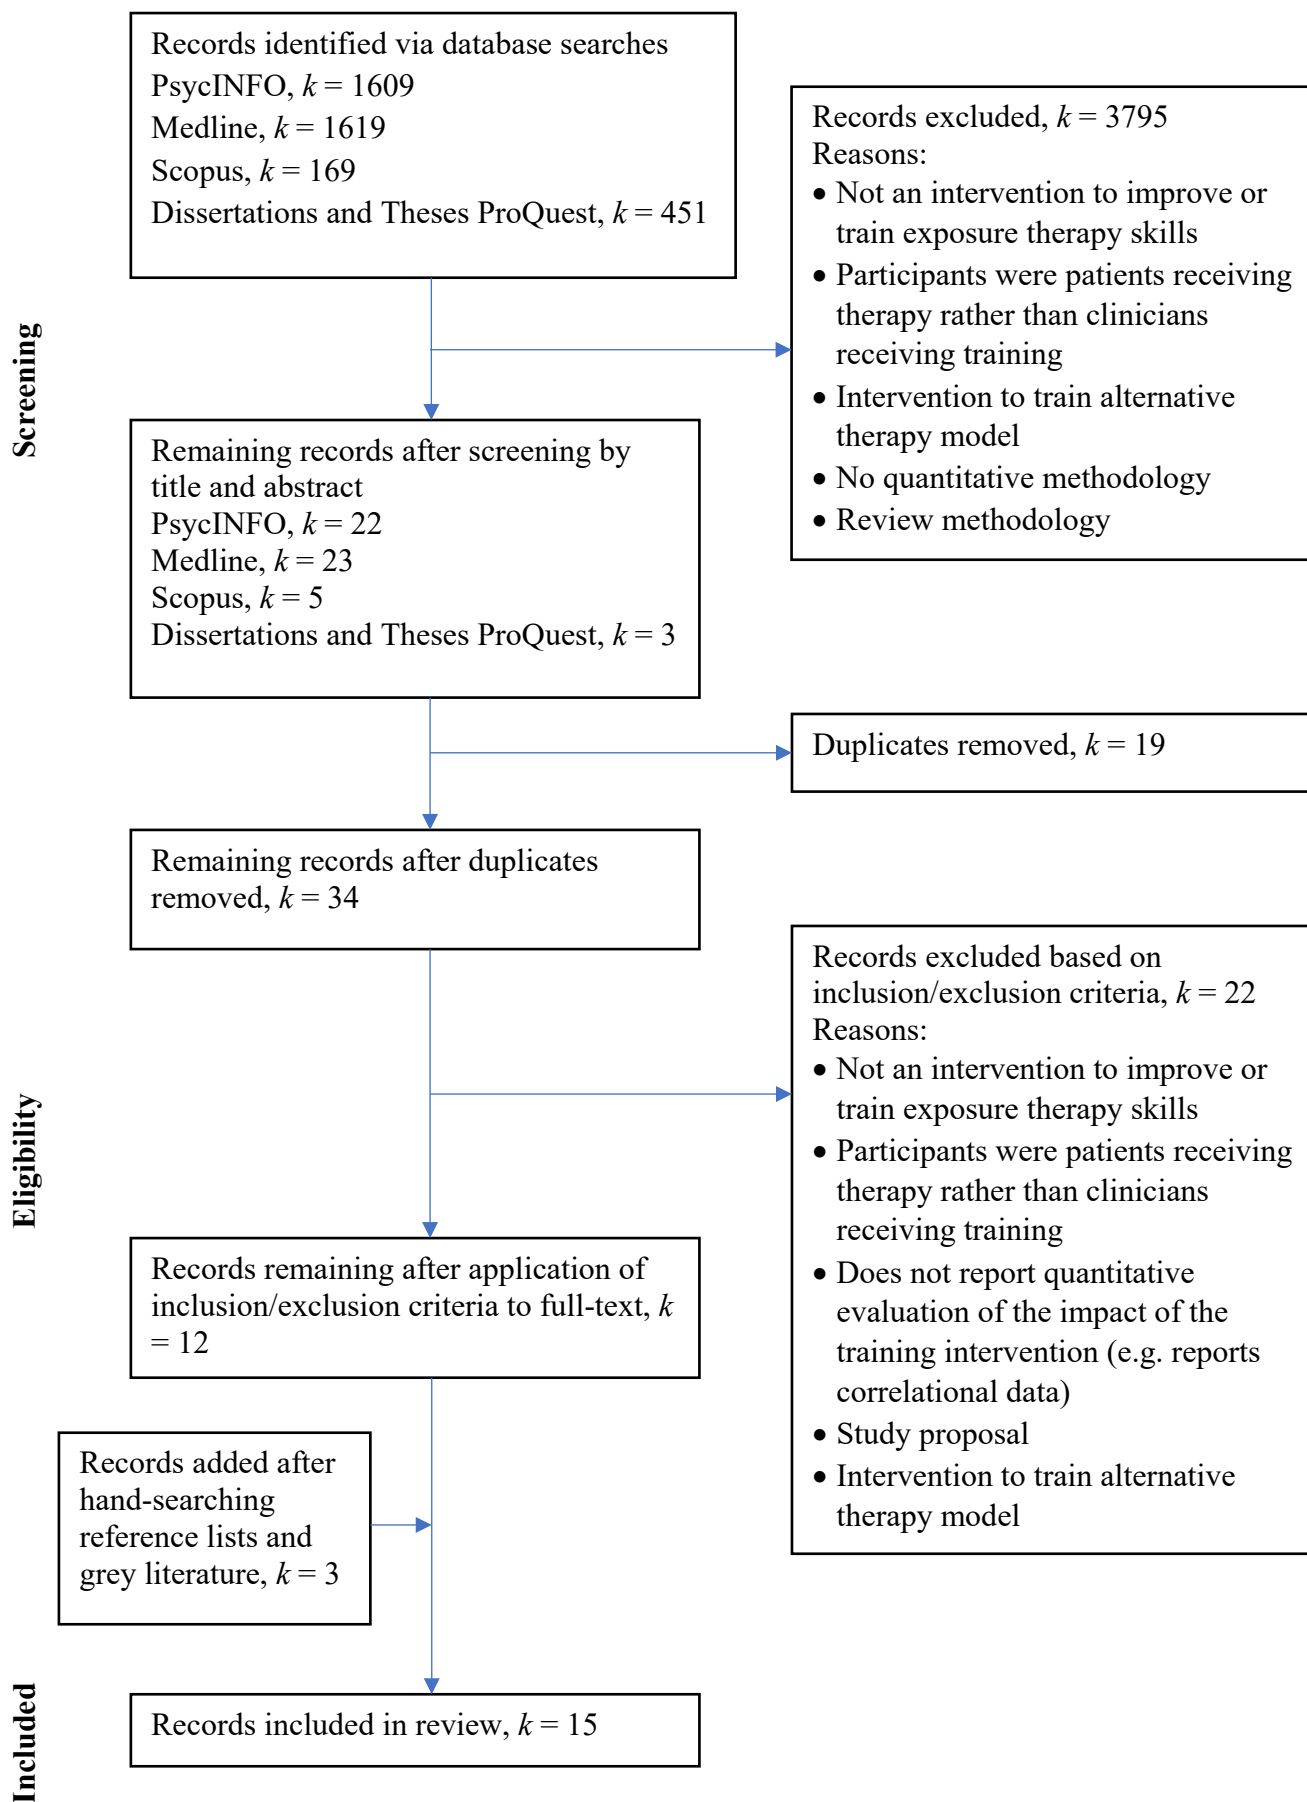 Records identified via database searches
PsycINFO, k = 1609
Medline, k = 1619
Scopus, k = 169
Dissertations and Theses ProQuest, k = 451
Records excluded, k = 3795
Reasons:
• Not an intervention to improve or
train exposure therapy skills
• Participants were patients receiving
therapy rather than clinicians
receiving training
• Intervention to train alternative
therapy model
• No quantitative methodology
• Review methodology
Screening
Remaining records after screening by
title and abstract
PsycINFO, k = 22
Medline, k = 23
Scopus, k = 5
Dissertations and Theses ProQuest, k = 3
Duplicates removed, k = 19
Remaining records after duplicates
removed, k = 34
Records excluded based on
inclusion/exclusion criteria, k = 22
Reasons:
• Not an intervention to improve or
train exposure therapy skills
• Participants were patients receiving
therapy rather than clinicians
receiving training
• Does not report quantitative
evaluation of the impact of the
training intervention (e.g. reports
correlational data)
• Study proposal
• Intervention to train alternative
therapy model
Eligibility
Records remaining after application of
inclusion/exclusion criteria to full-text, k
= 12
Records added after
hand-searching
reference lists and
grey literature, k = 3
Included
Records included in review, k = 15